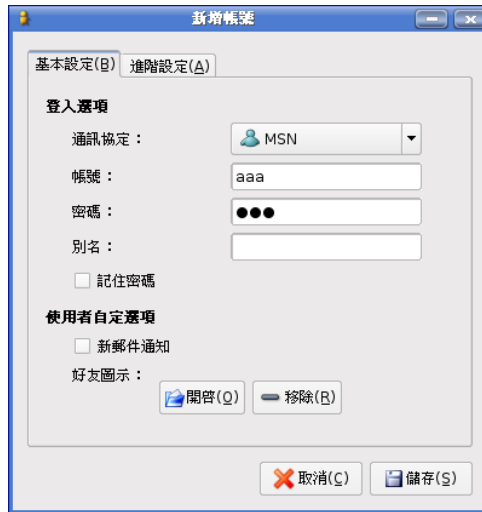 新增帳號
基本設定(B) 進階設定(A)
登入選項
通訊協定： MSN
帳號： aaa
密碼： ●●●
別名：
記住密碼
使用者自定選項
新郵件通知
好友圖示：
開啓(O) 移除(R)
取消(C) 儲存(S)